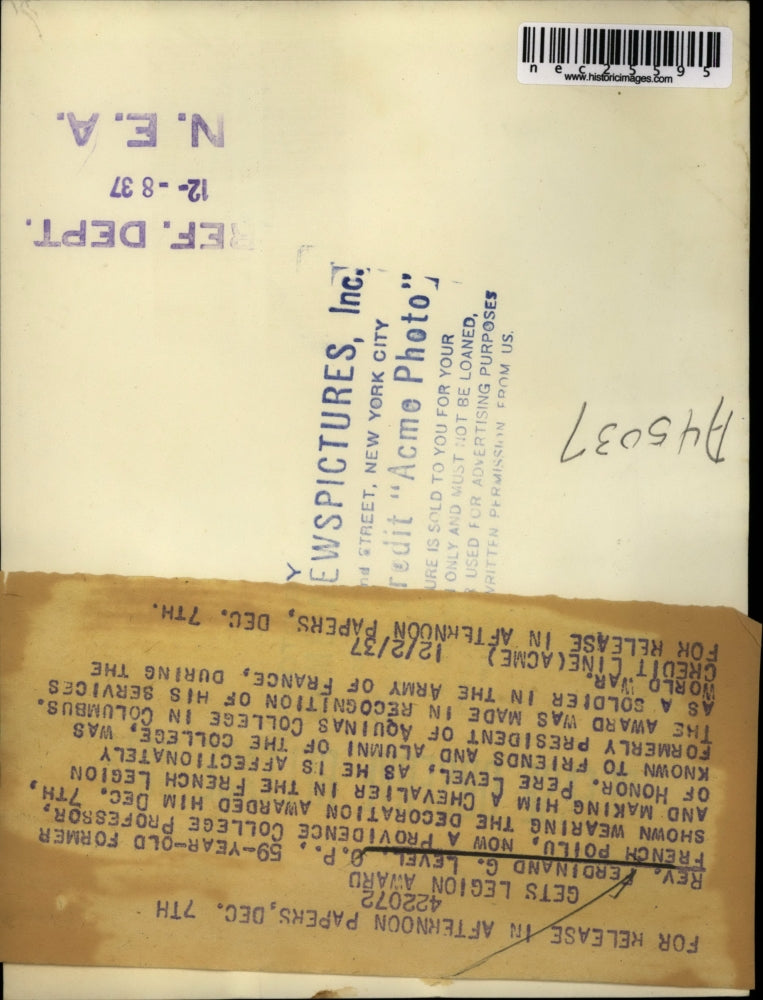 nec25595
www.historicimages.com
N.E.A.
12-8-37
REF. DEPT.
Y
EWSPICTURES, Inc.
nd STREET, NEW YORK CITY
redit "Acme Photo"
URE IS SOLD TO YOU FOR YOUR
ONLY AND MUST NOT BE LOANED,
USED FOR ADVERTISING PURPOSES
WRITTEN PERMISSION FROM US.
A45037
FOR RELEASE IN AFTERNOON PAPERS, DEC. 7TH
422072
GETS LEGION AWARD
REV. FERDINAND G. LEVEL, O.P., 59-YEAR-OLD FORMER
FRENCH POILU, NOW A PROVIDENCE COLLEGE PROFESSOR,
SHOWN WEARING THE DECORATION AWARDED HIM DEC. 7TH,
AND MAKING HIM A CHEVALIER IN THE FRENCH LEGION
OF HONOR. PERE LEVEL, AS HE IS AFFECTIONATELY
KNOWN TO FRIENDS AND ALUMNI OF THE COLLEGE, WAS
FORMERLY PRESIDENT OF AQUINAS COLLEGE IN COLUMBUS.
THE AWARD WAS MADE IN RECOGNITION OF HIS SERVICES
AS A SOLDIER IN THE ARMY OF FRANCE, DURING THE
WORLD WAR.
CREDIT LINE (ACME) 12/2/37
FOR RELEASE IN AFTERNOON PAPERS, DEC. 7TH.